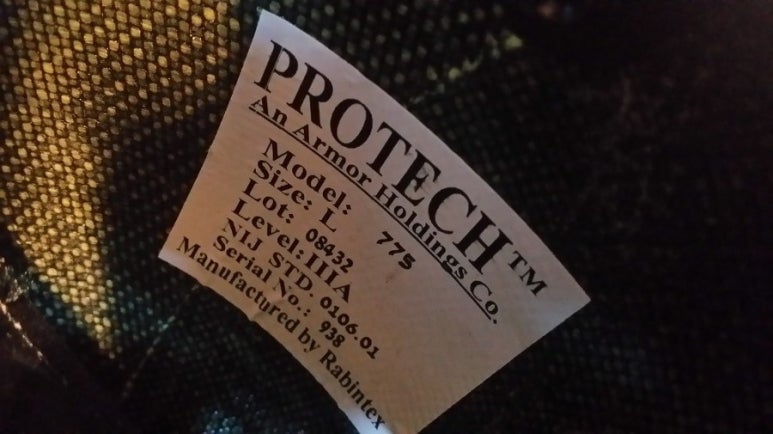 PROTECH™
An Armor Holdings Co.
Model: 775
Size: L
Lot: 08432
Level: IIIA
NIJ STD. 0106.01
Serial No.: 938
Manufactured by Rabintex